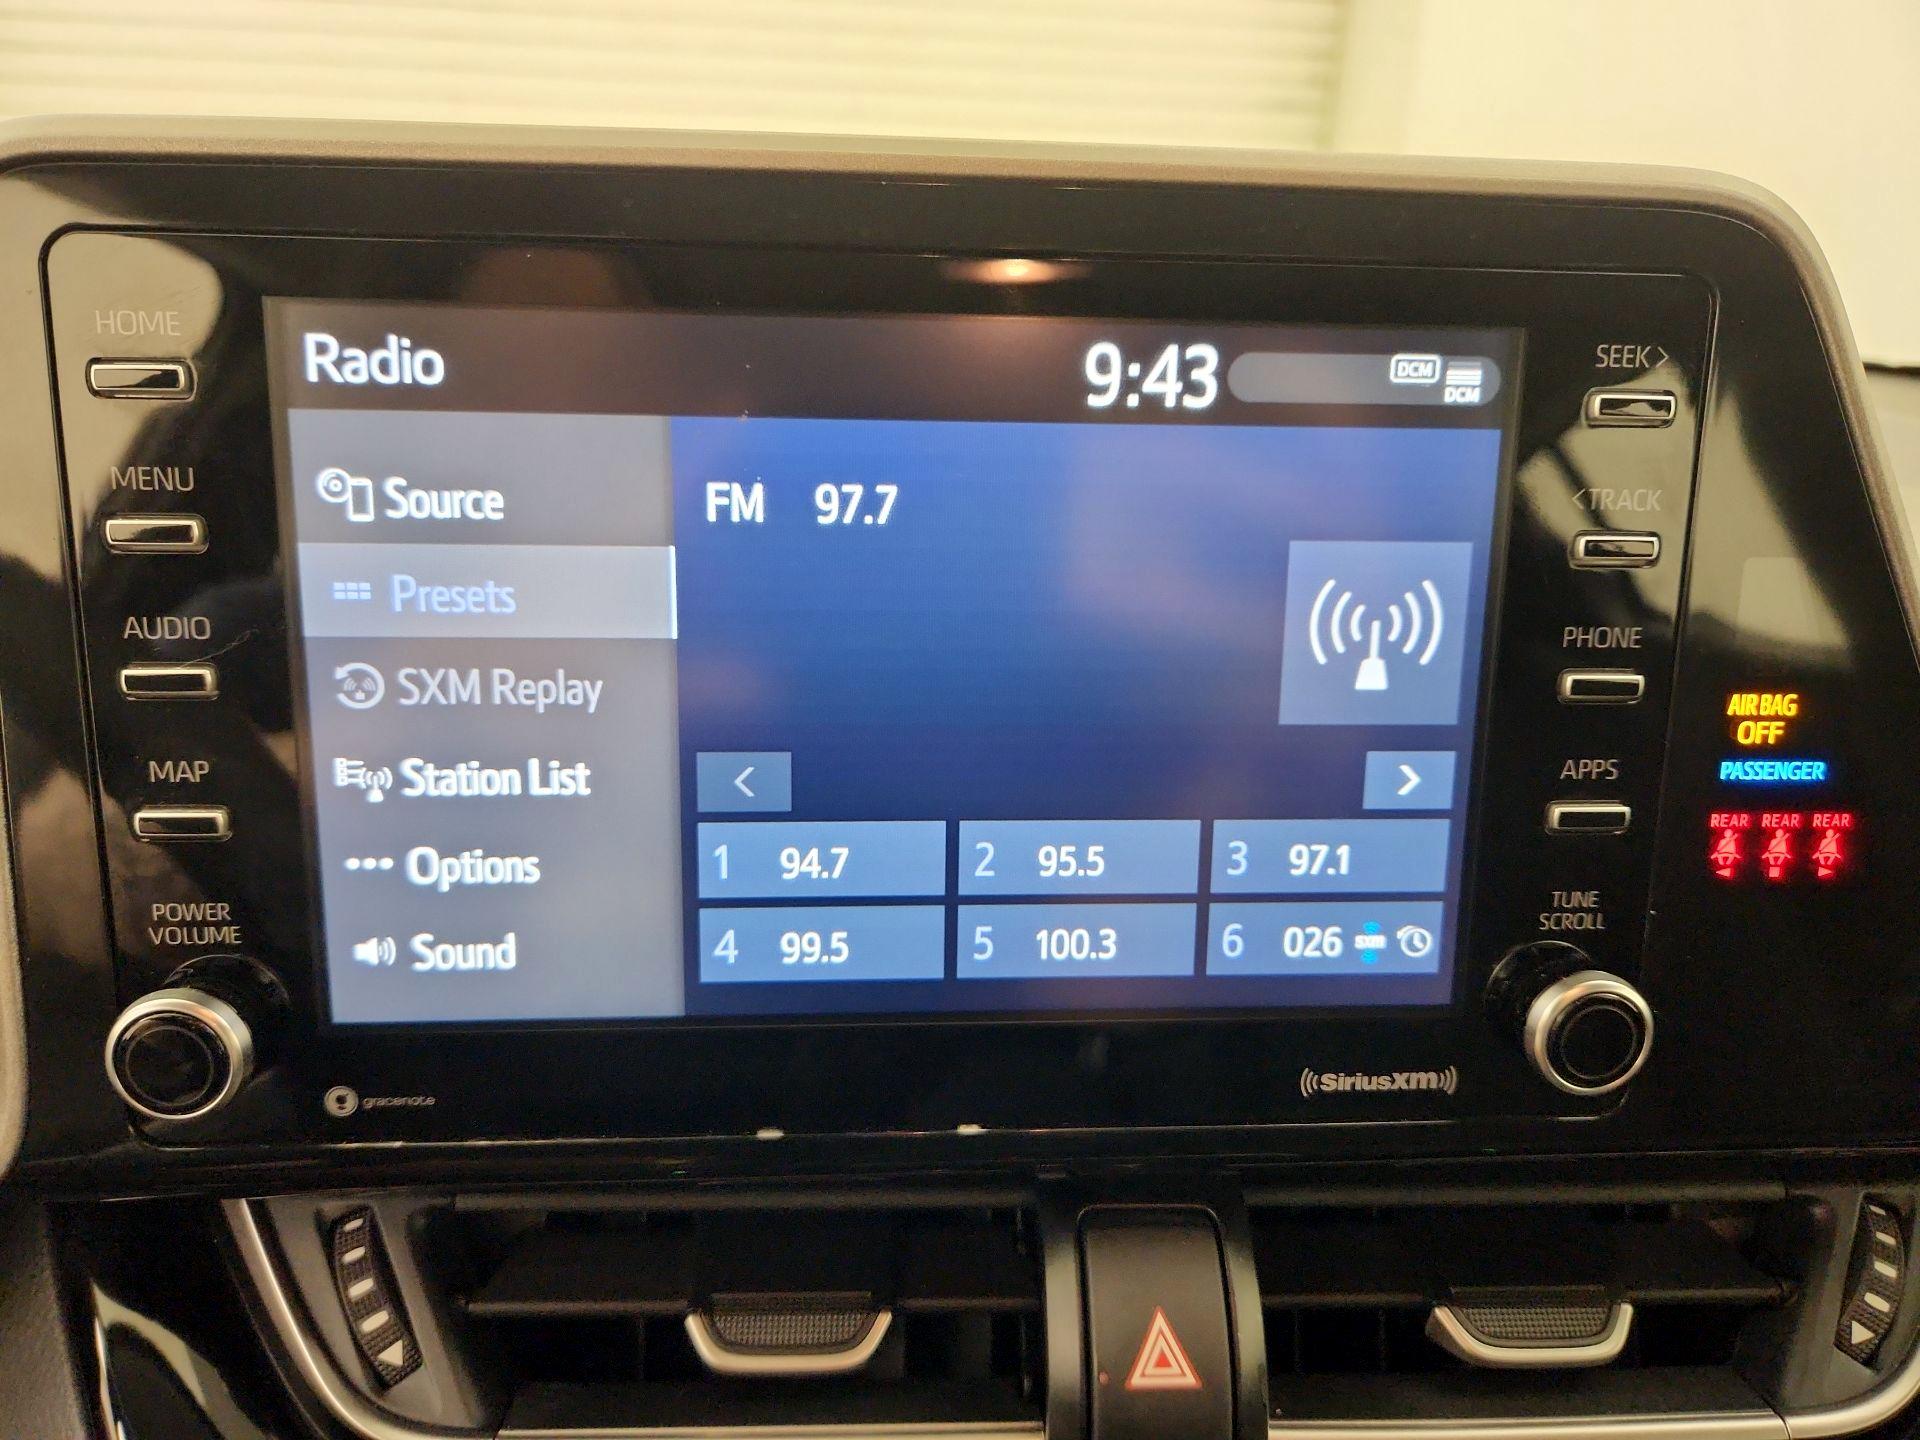 HOME
MENU
AUDIO
MAP
POWER
VOLUME
Radio
9:43
DCM
DCM
Source
Presets
SXM Replay
Station List
Options
Sound
FM 97.7
<
>
1 94.7
2 95.5
3 97.1
4 99.5
5 100.3
6 026 sxm
gracenote
((SiriusXM))
SEEK >
< TRACK
PHONE
APPS
TUNE
SCROLL
AIR BAG
OFF
PASSENGER
REAR REAR REAR